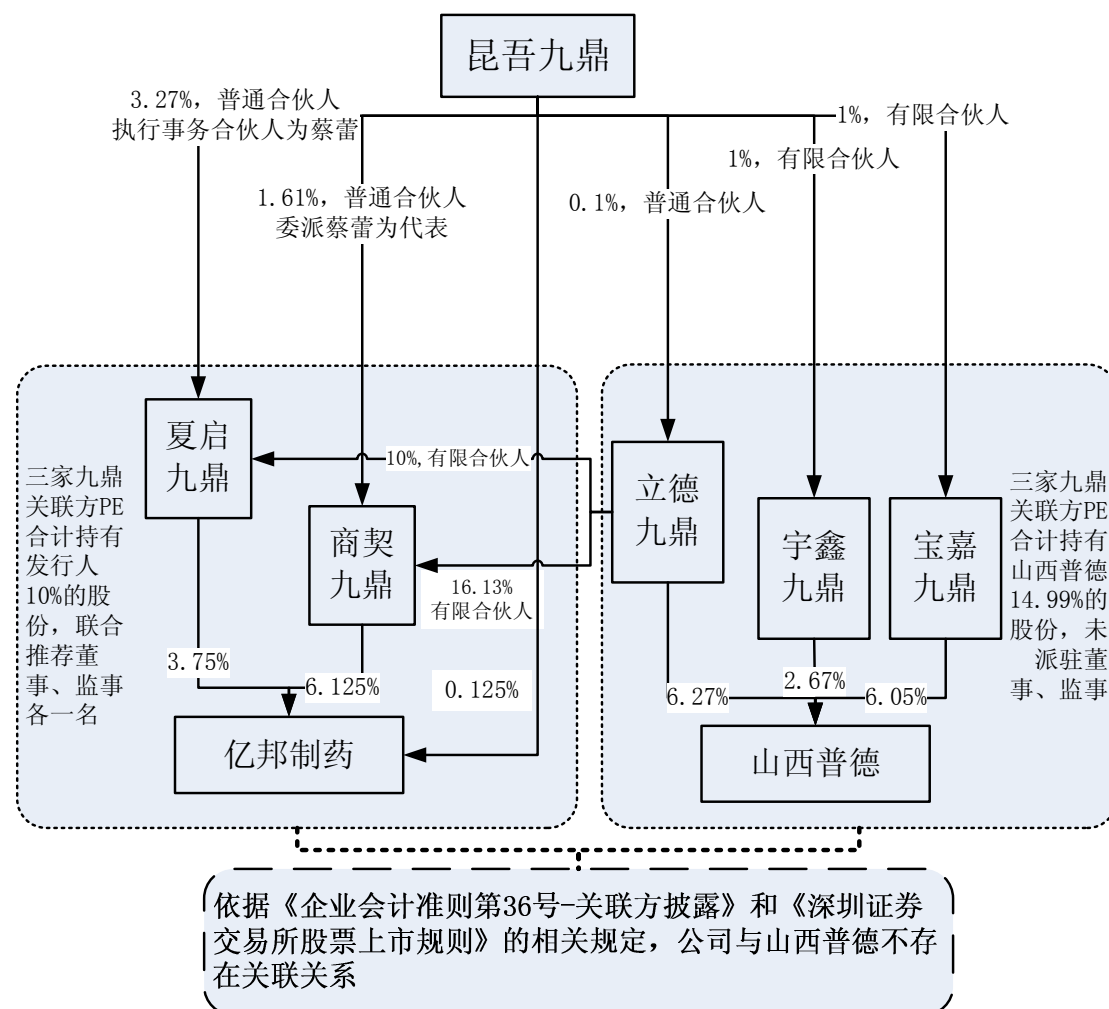 昆吾九鼎
3.27%，普通合伙人
执行事务合伙人为蔡蕾
1.61%，普通合伙人
委派蔡蕾为代表
0.1%，普通合伙人
1%，有限合伙人
1%，有限合伙人
三家九鼎
关联方PE
合计持有
发行人
10%的股
份，联合
推荐董
事、监事
各一名
夏启
九鼎
10%,有限合伙人
商契
九鼎
16.13%
有限合伙人
立德
九鼎
宇鑫
九鼎
宝嘉
九鼎
三家九鼎
关联方PE
合计持有
山西普德
14.99%的
股份，未
派驻董
事、监事
3.75%
6.125%
0.125%
6.27%
2.67%
6.05%
亿邦制药
山西普德
依据《企业会计准则第36号-关联方披露》和《深圳证券
交易所股票上市规则》的相关规定，公司与山西普德不存
在关联关系